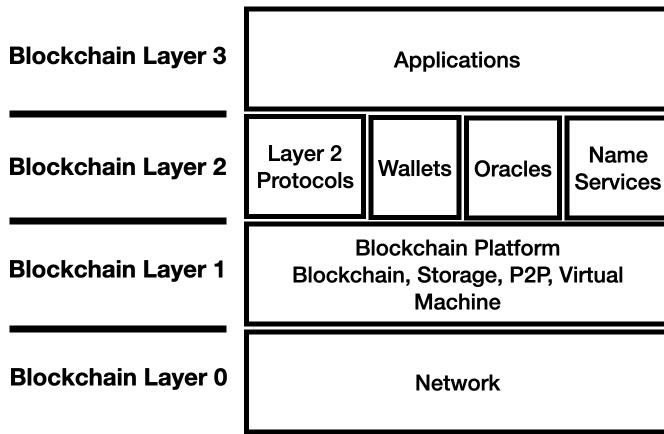 Blockchain Layer 3
Applications
Blockchain Layer 2
Layer 2
Protocols
Wallets
Oracles
Name
Services
Blockchain Layer 1
Blockchain Platform
Blockchain, Storage, P2P, Virtual
Machine
Blockchain Layer 0
Network